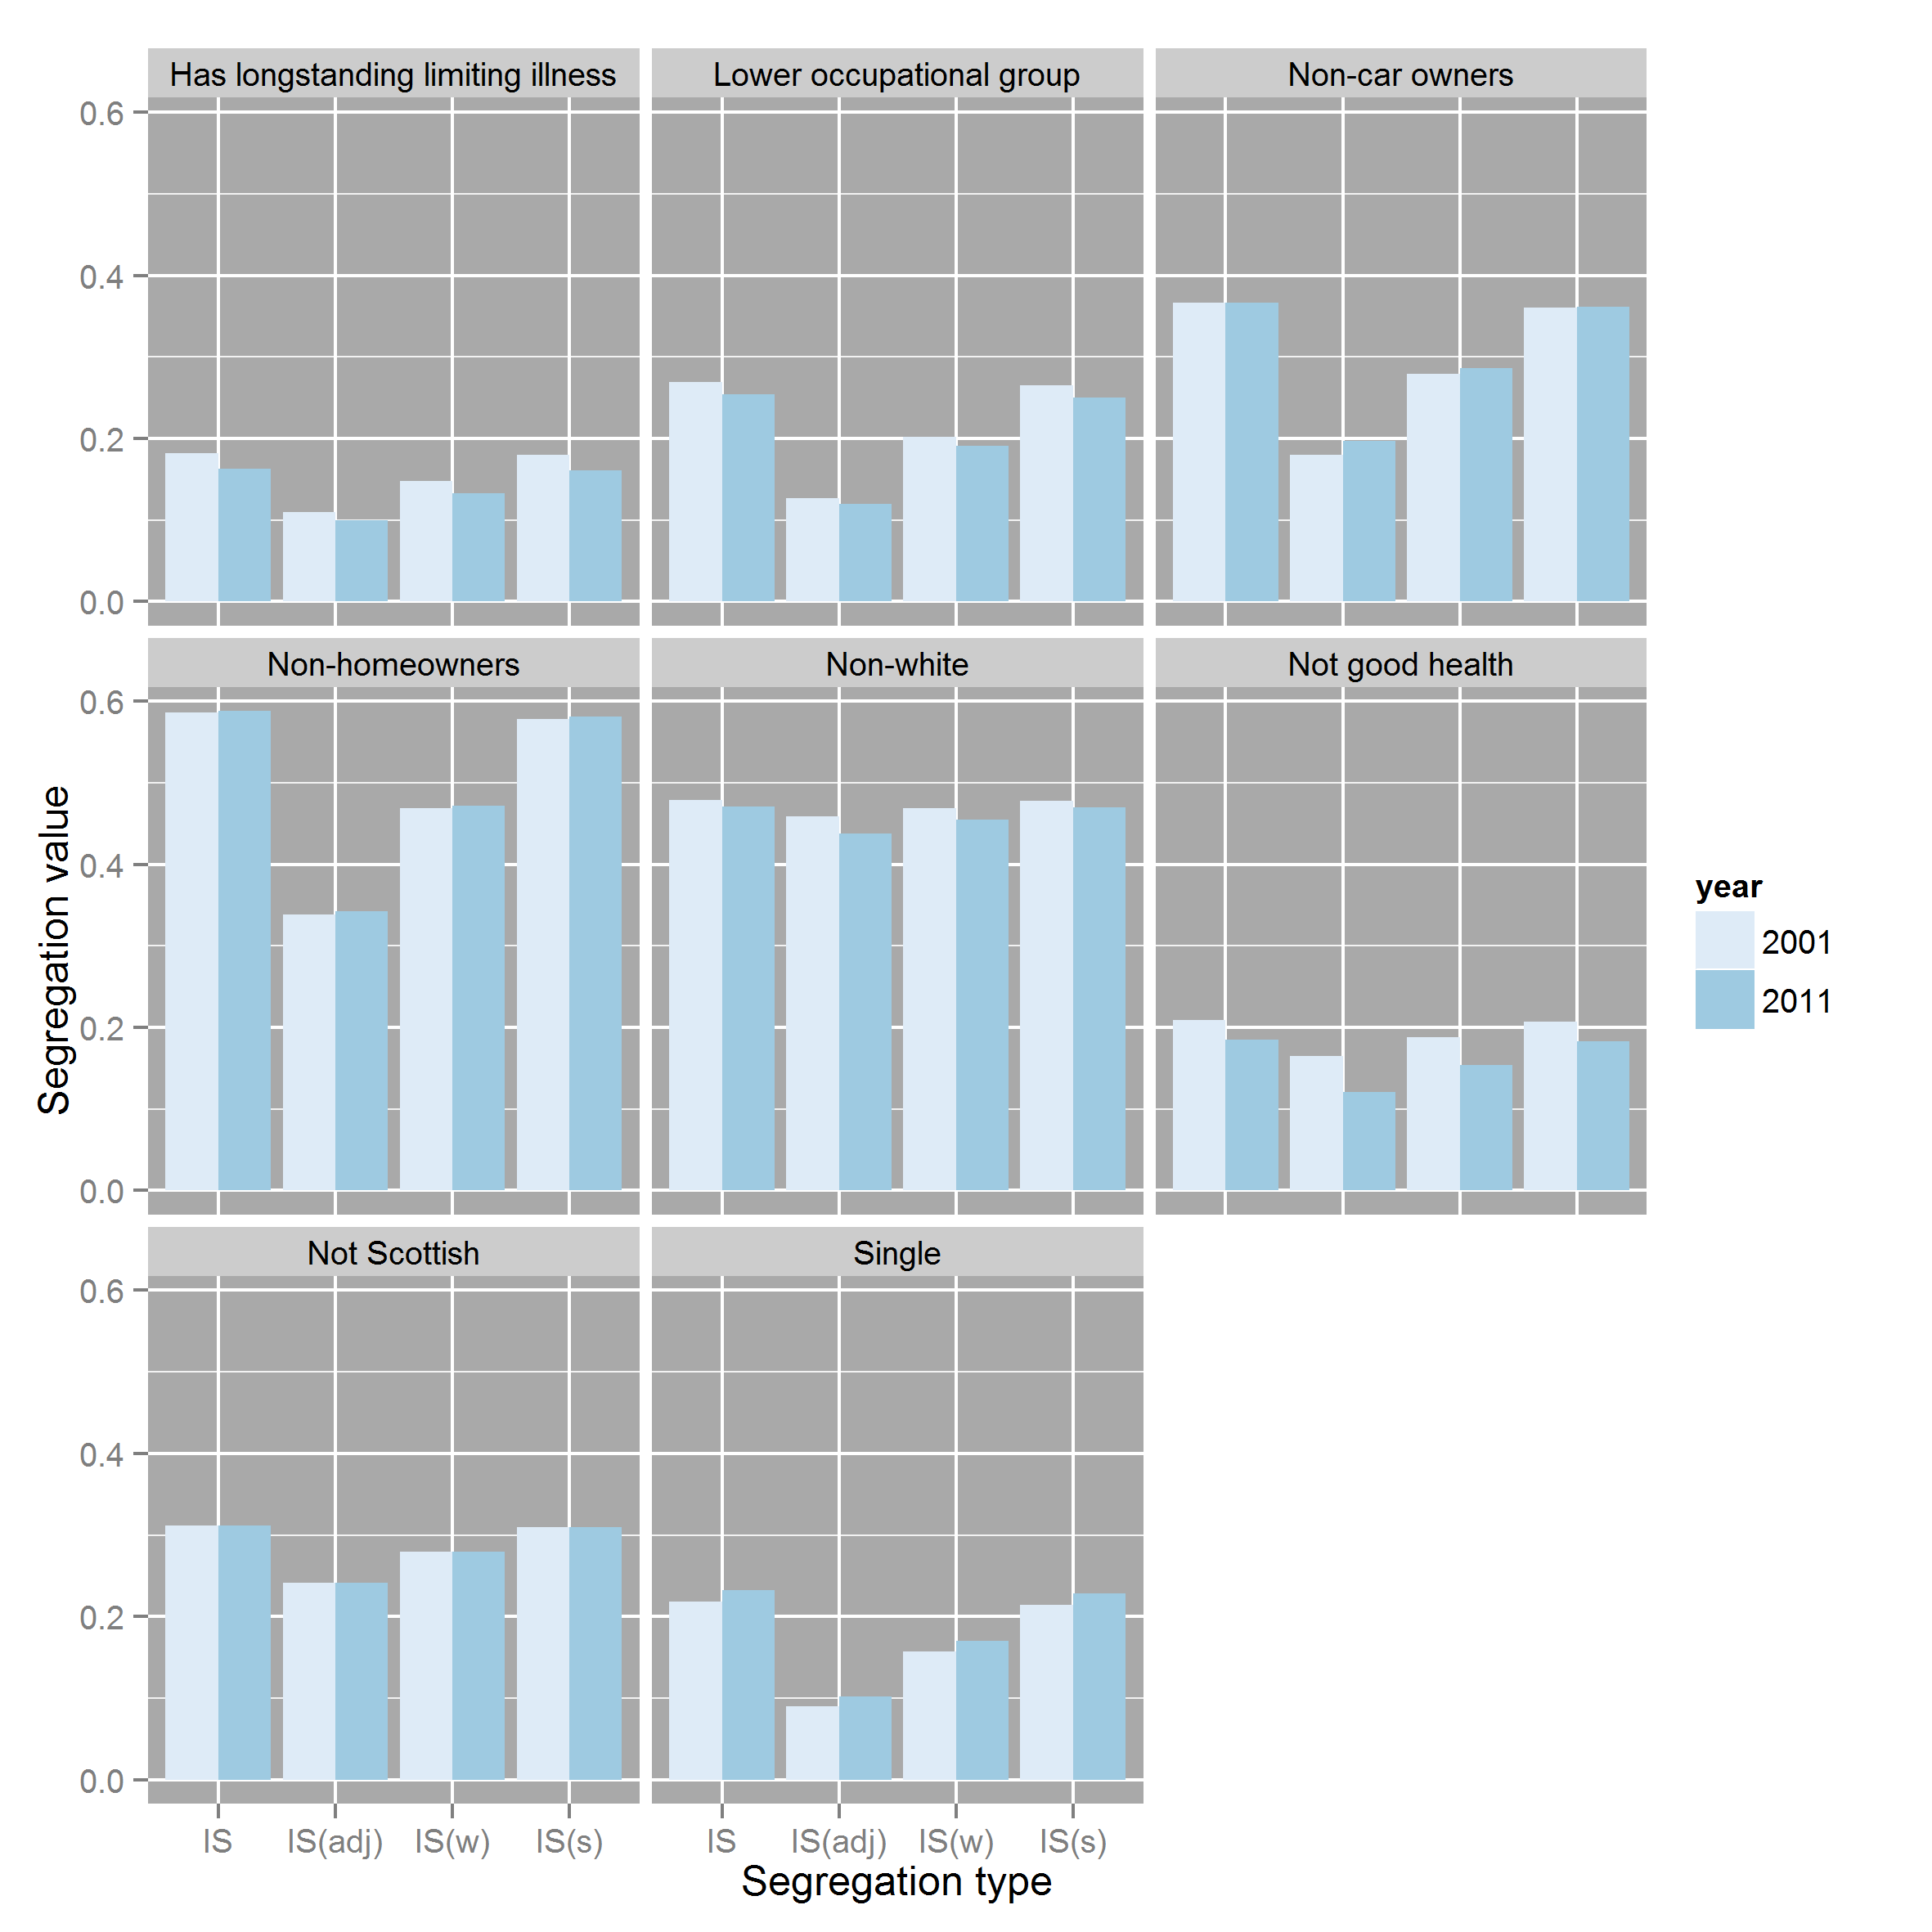 Has longstanding limiting illness
Lower occupational group
Non-car owners
0.6
0.4
0.2
0.0
Non-homeowners
Non-white
Not good health
0.6
0.4
0.2
0.0
Not Scottish
Single
0.6
0.4
0.2
0.0
IS
IS(adj)
IS(w)
IS(s)
IS
IS(adj)
IS(w)
IS(s)
Segregation type
Segregation value
year
2001
2011